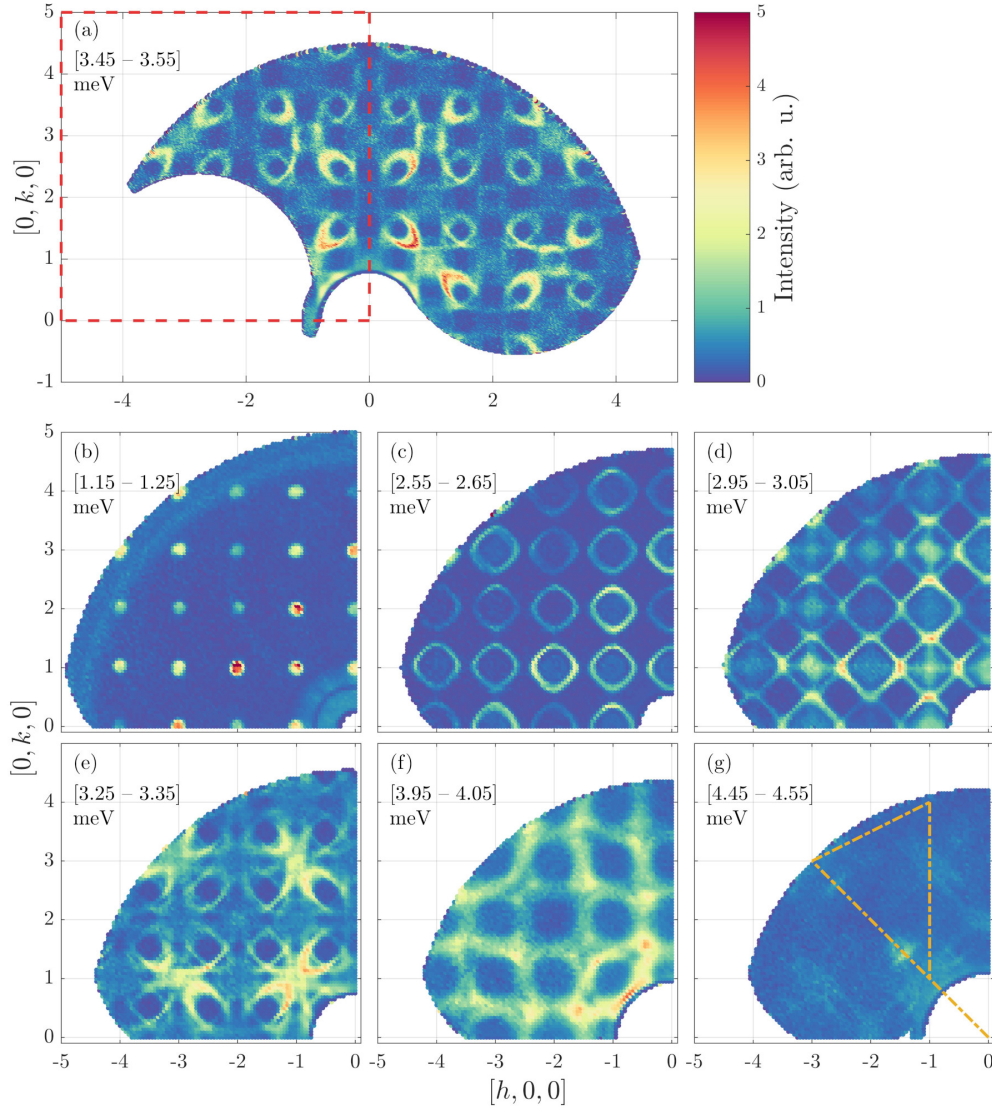 (a)
[3.45 – 3.55]
meV
5
4
3
2
1
0
-1
[0, k, 0]
-4
-2
0
2
4
5
4
3
2
1
0
Intensity (arb. u.)
(b)
[1.15 – 1.25]
meV
5
4
3
2
1
0
(c)
[2.55 – 2.65]
meV
(d)
[2.95 – 3.05]
meV
[0, k, 0]
(e)
[3.25 – 3.35]
meV
4
3
2
1
0
-5
-4
-3
-2
-1
0
(f)
[3.95 – 4.05]
meV
-5
-4
-3
-2
-1
0
(g)
[4.45 – 4.55]
meV
-5
-4
-3
-2
-1
0
[h, 0, 0]